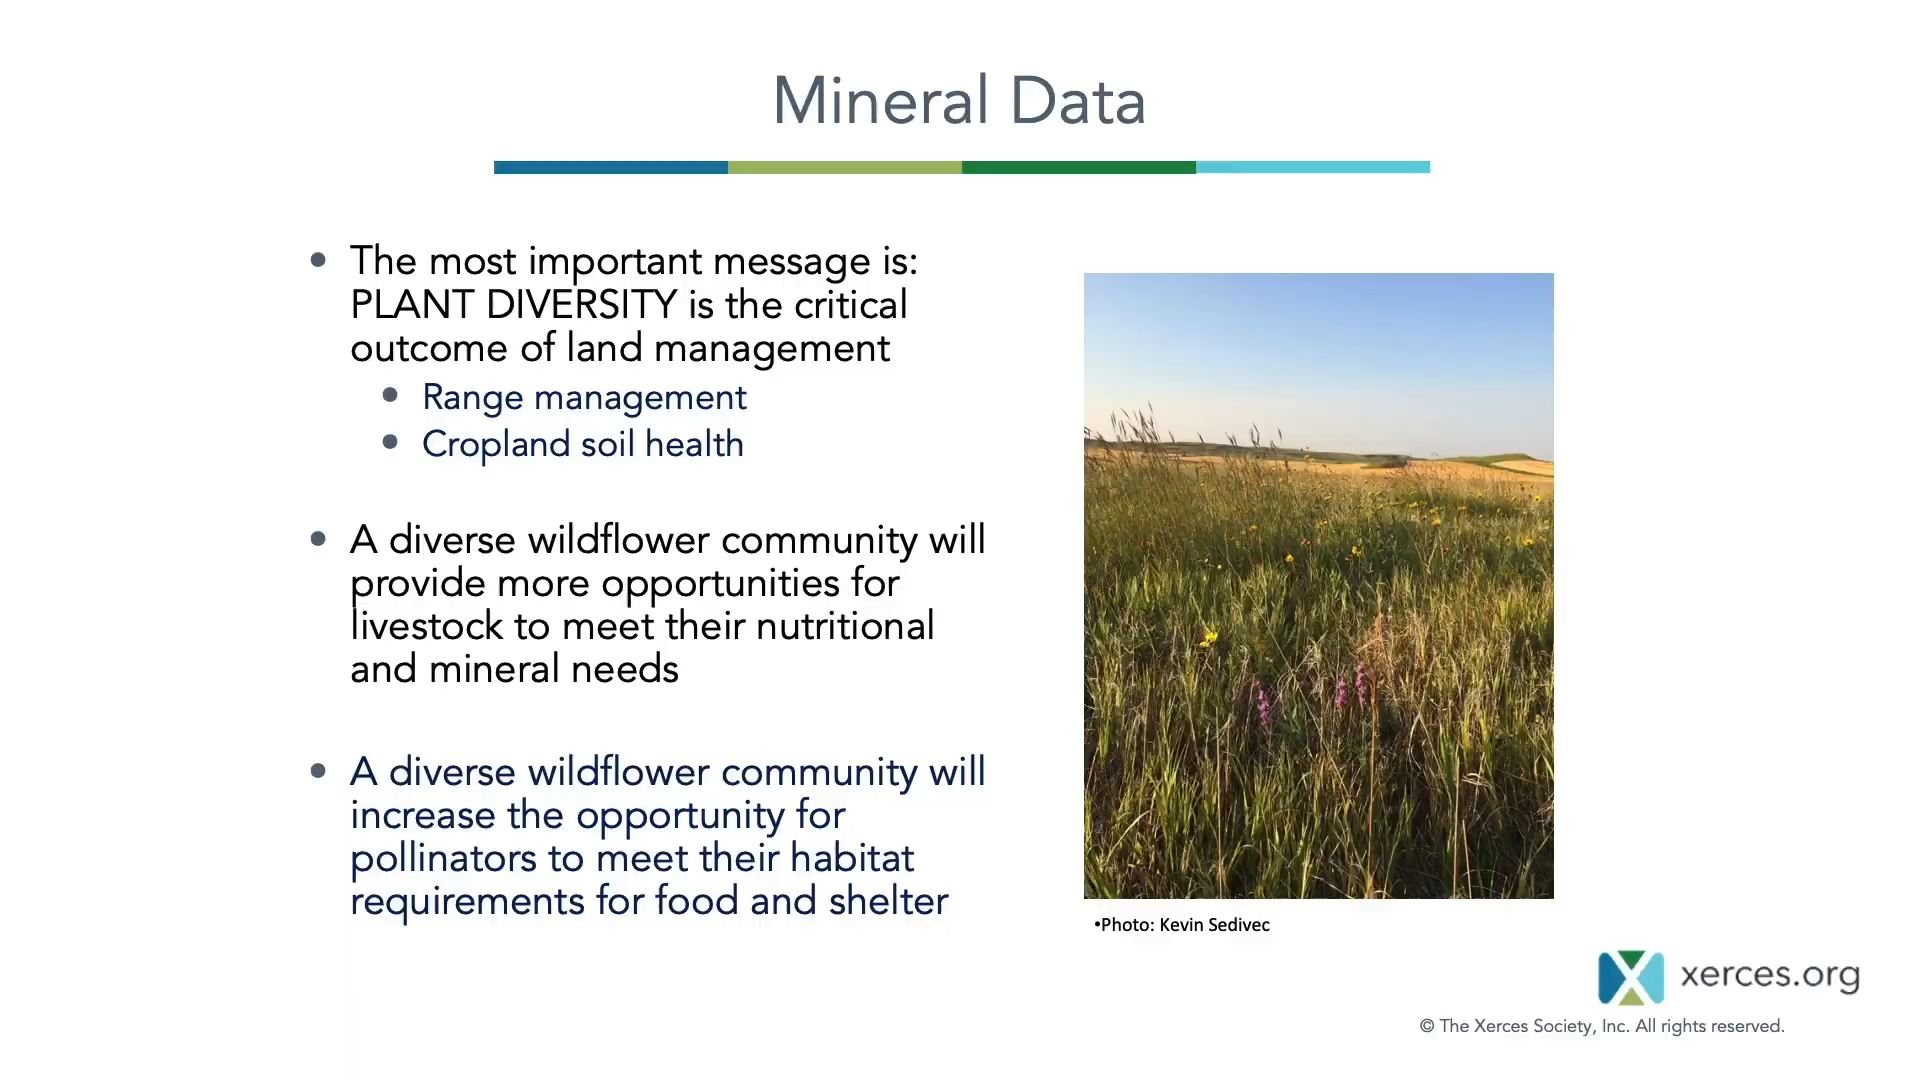 Mineral Data
• The most important message is:
PLANT DIVERSITY is the critical
outcome of land management
• Range management
• Cropland soil health
• A diverse wildflower community will
provide more opportunities for
livestock to meet their nutritional
and mineral needs
• A diverse wildflower community will
increase the opportunity for
pollinators to meet their habitat
requirements for food and shelter
•Photo: Kevin Sedivec
xerces.org
© The Xerces Society, Inc. All rights reserved.